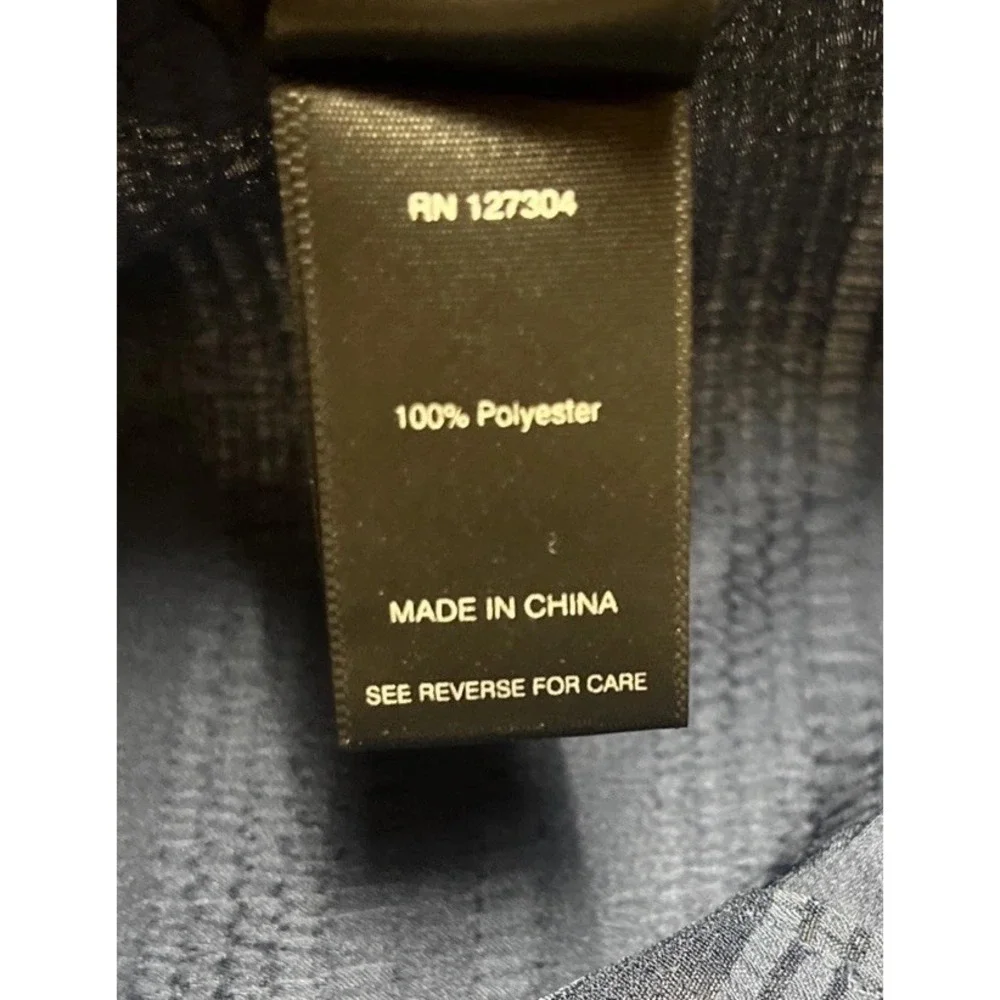 RN 127304
100% Polyester
MADE IN CHINA
SEE REVERSE FOR CARE